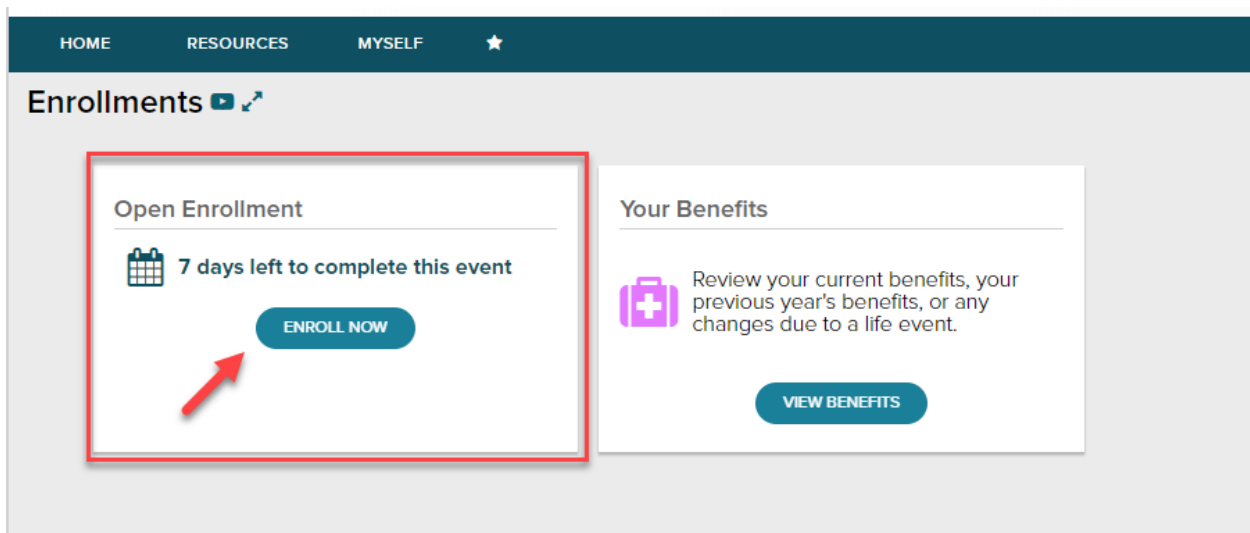 HOME RESOURCES MYSELF
Enrollments
Open Enrollment
7 days left to complete this event
ENROLL NOW
Your Benefits
Review your current benefits, your
previous year's benefits, or any
changes due to a life event.
VIEW BENEFITS